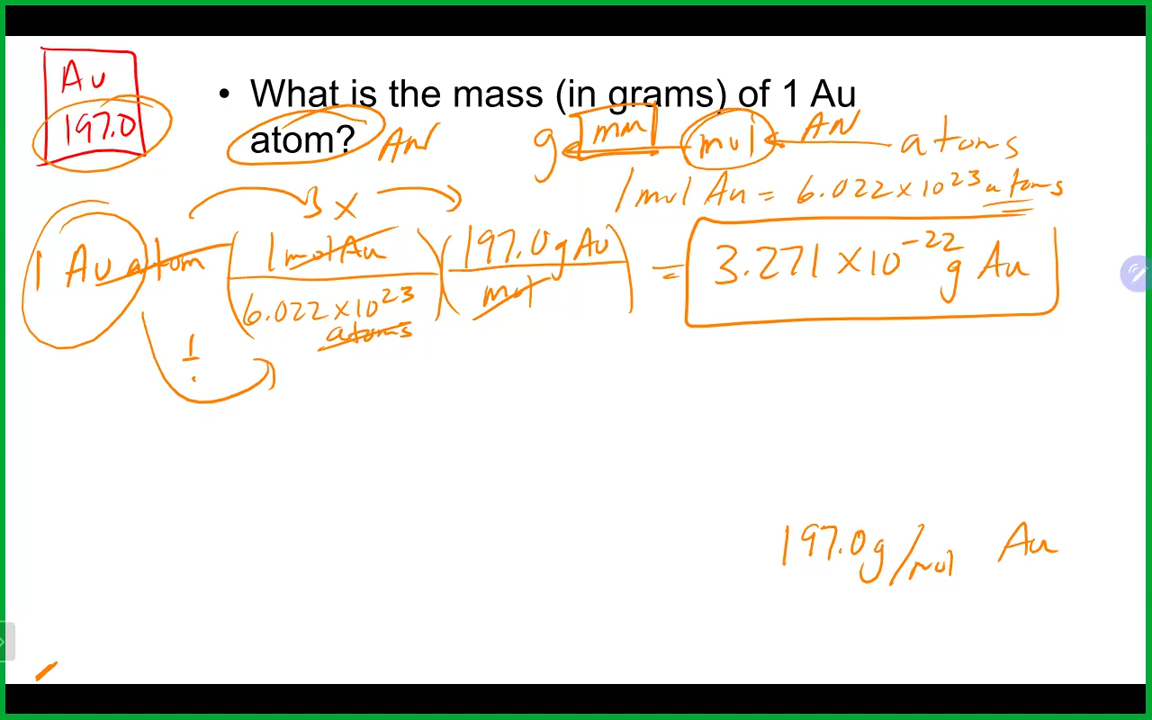 Au
197.0
• What is the mass (in grams) of 1 Au
atom? AN
g mm mol AN atoms
1 mol Au = 6.022 x 10^23 atoms
x
1 Au atom (1 mol Au / 6.022 x 10^23 atoms) (197.0 g Au / mol) = 3.271 x 10^-22 g Au
÷
197.0 g/mol Au